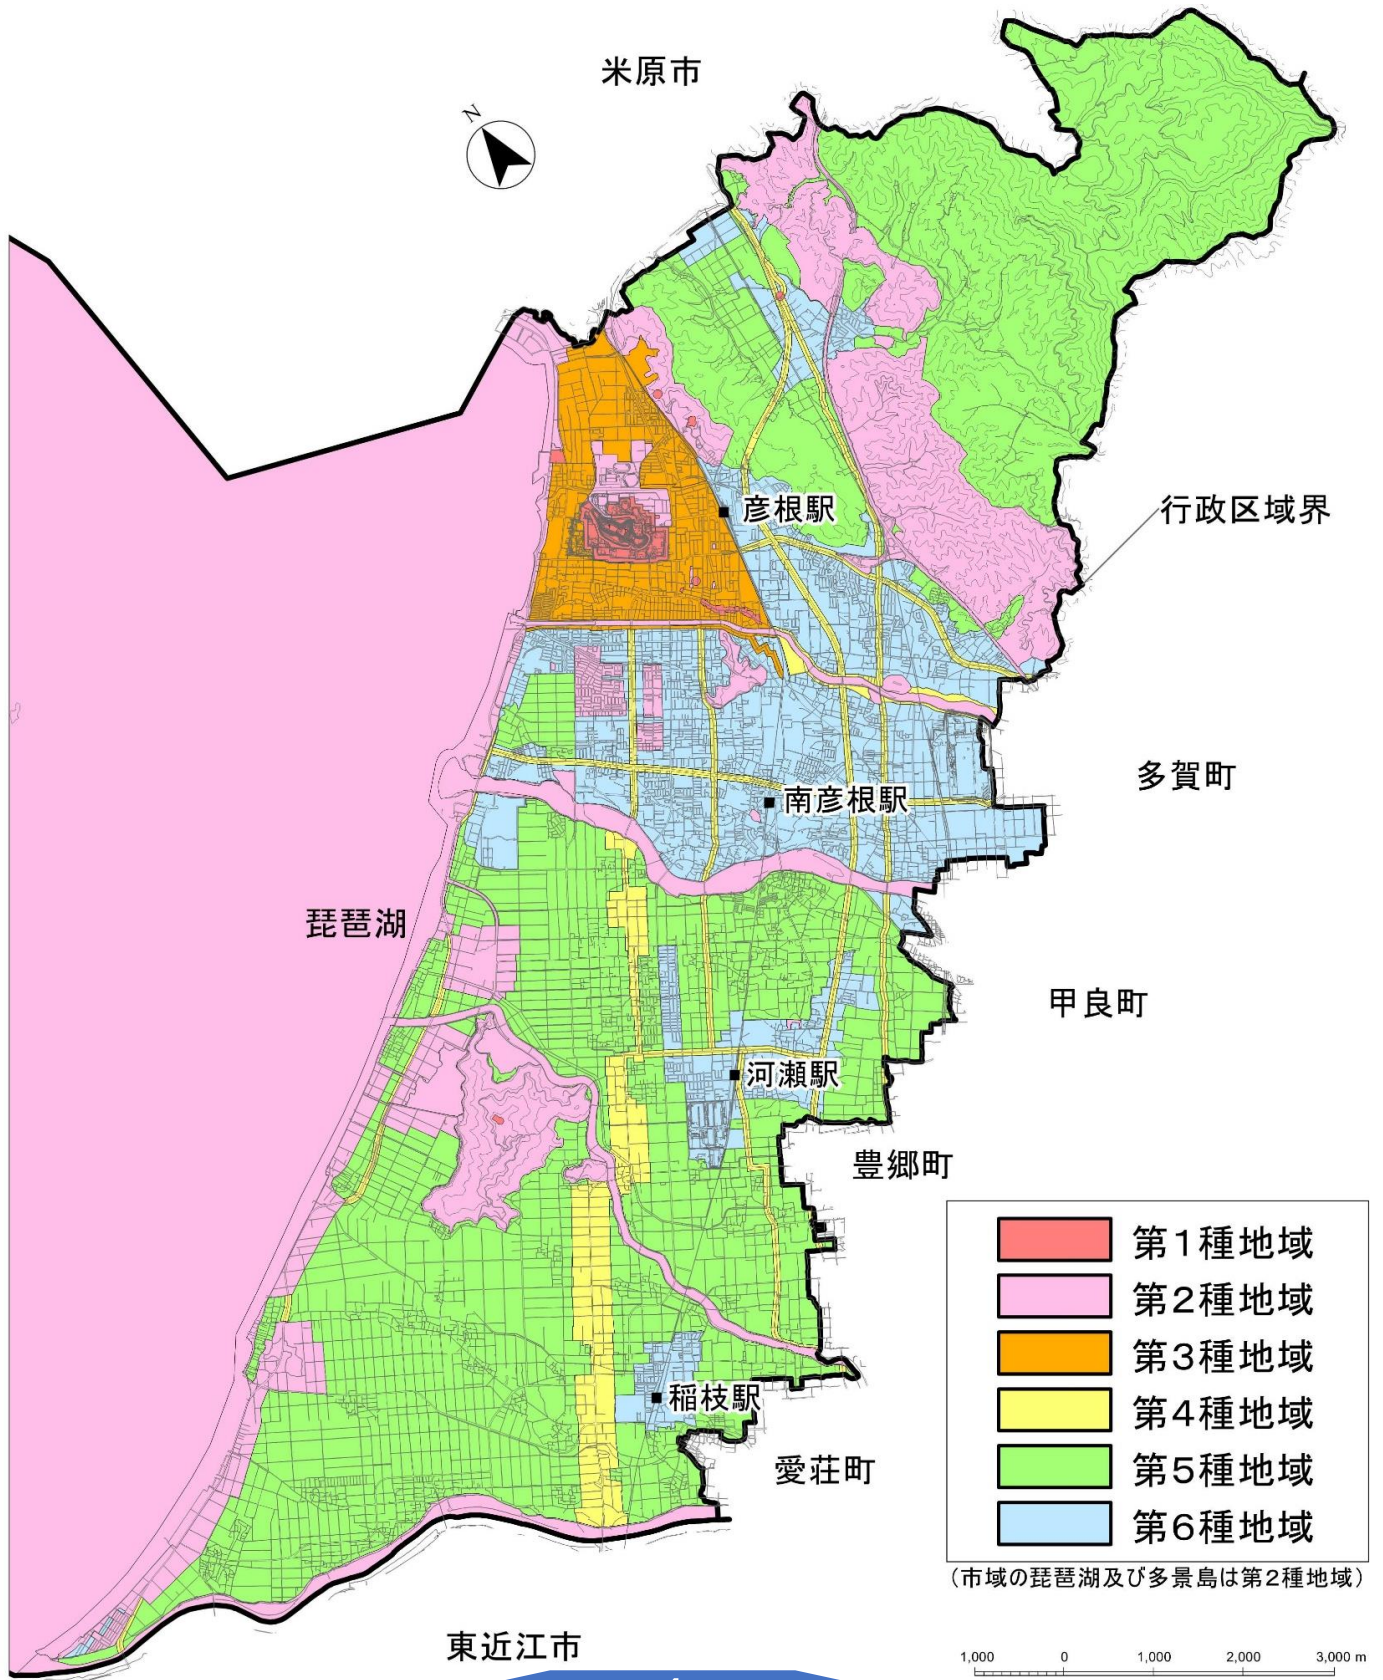 米原市
N
彦根駅
行政区域界
多賀町
南彦根駅
琵琶湖
甲良町
河瀬駅
豊郷町
稲枝駅
愛荘町
第1種地域
第2種地域
第3種地域
第4種地域
第5種地域
第6種地域
(市域の琵琶湖及び多景島は第2種地域)
東近江市
1,000 0 1,000 2,000 3,000 m